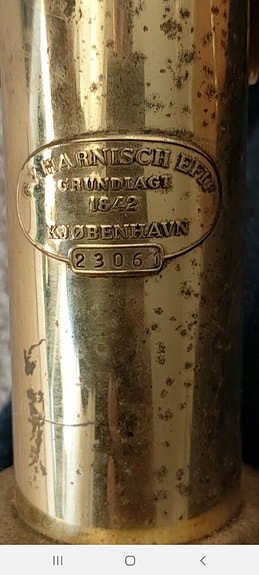 C. HARNISCH EFTF
GRUNDLAGT
1842
KJØBENHAVN
23061